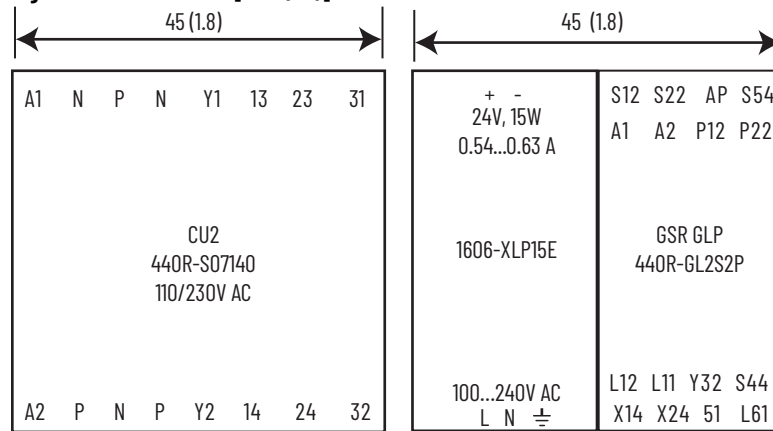 45 (1.8)
45 (1.8)
A1 N P N Y1 13 23 31
CU2
440R-S07140
110/230V AC
A2 P N P Y2 14 24 32
+ -
24V, 15W
0.54...0.63 A
1606-XLP15E
100...240V AC
L N ⏚
S12 S22 AP S54
A1 A2 P12 P22
GSR GLP
440R-GL2S2P
L12 L11 Y32 S44
X14 X24 51 L61